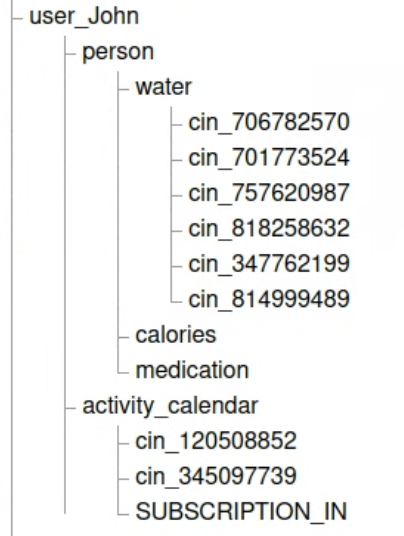 user_John
person
water
cin_706782570
cin_701773524
cin_757620987
cin_818258632
cin_347762199
cin_814999489
calories
medication
activity_calendar
cin_120508852
cin_345097739
SUBSCRIPTION_IN